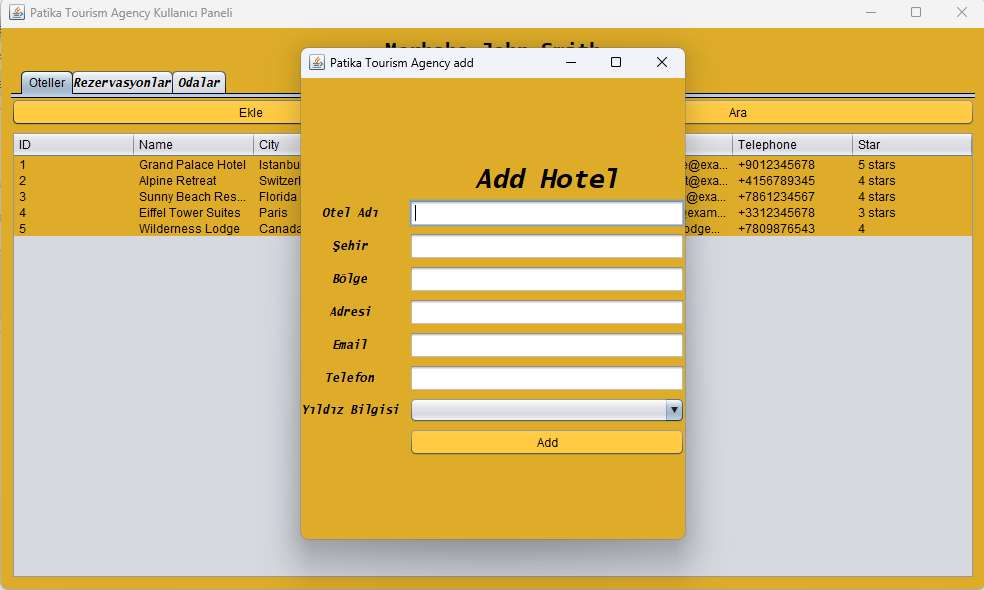 Patika Tourism Agency Kullanıcı Paneli
Merhaba John Smith
Oteller Rezervasyonlar Odalar
Ekle Ara
ID Name City Telephone Star
1 Grand Palace Hotel Istanbu @exa... +9012345678 5 stars
2 Alpine Retreat Switzerl @exa... +4156789345 4 stars
3 Sunny Beach Res... Florida @exa... +7861234567 4 stars
4 Eiffel Tower Suites Paris @exam... +3312345678 3 stars
5 Wilderness Lodge Canada odge... +7809876543 4
Patika Tourism Agency add
Add Hotel
Otel Adı
Şehir
Bölge
Adresi
Email
Telefon
Yıldız Bilgisi
Add